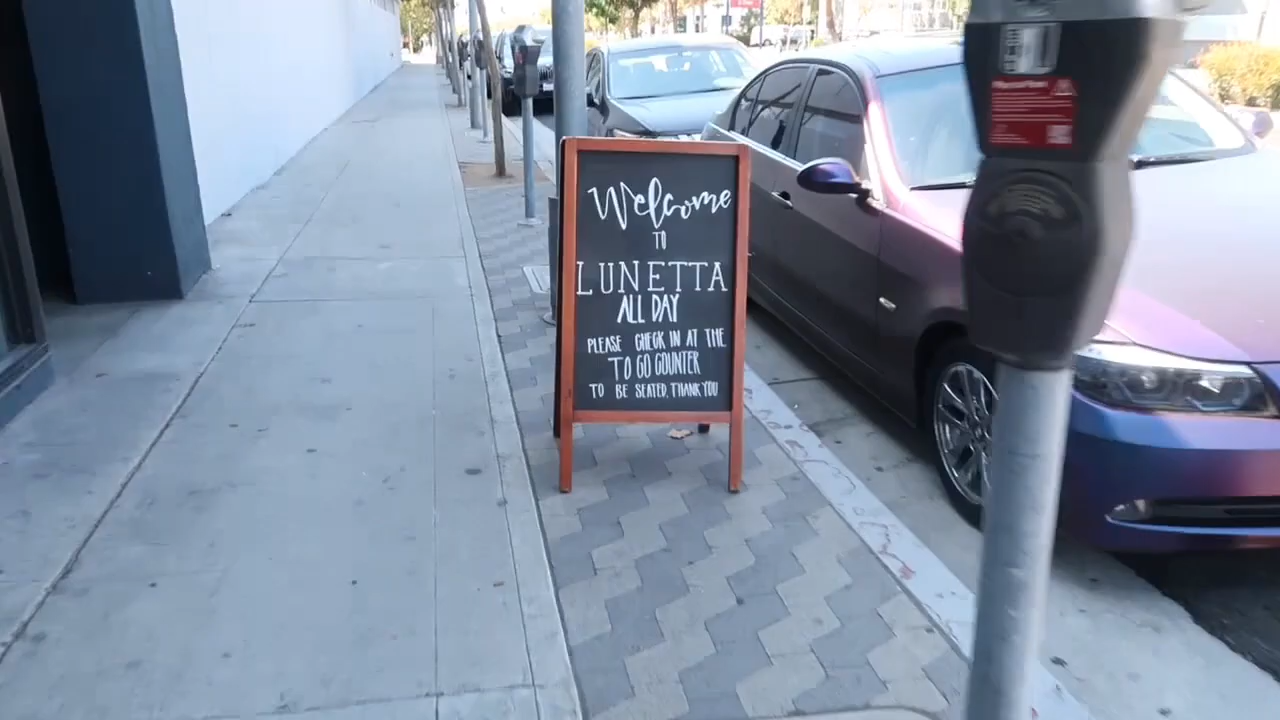 Welcome
TO
LUNETTA
ALL DAY
PLEASE CHECK IN AT THE
TO GO COUNTER
TO BE SEATED, THANK YOU